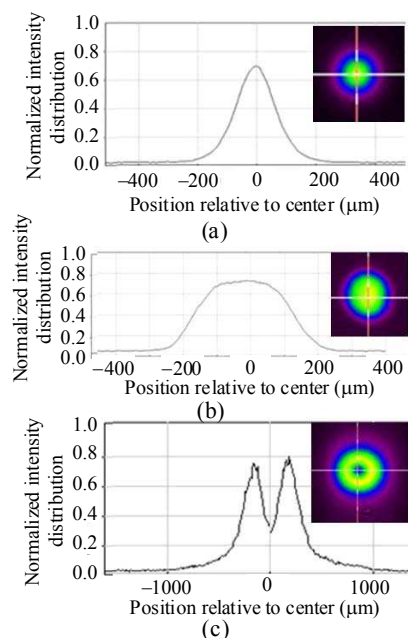 Normalized intensity
distribution
1.0
0.8
0.6
0.4
0.2
0.0
−400 −200 0 200 400
Position relative to center (μm)
(a)
Normalized intensity
distribution
1.0
0.8
0.6
0.4
0.2
0.0
−400 −200 0 200 400
Position relative to center (μm)
(b)
Normalized intensity
distribution
1.0
0.8
0.6
0.4
0.2
0.0
−1000 0 1000
Position relative to center (μm)
(c)